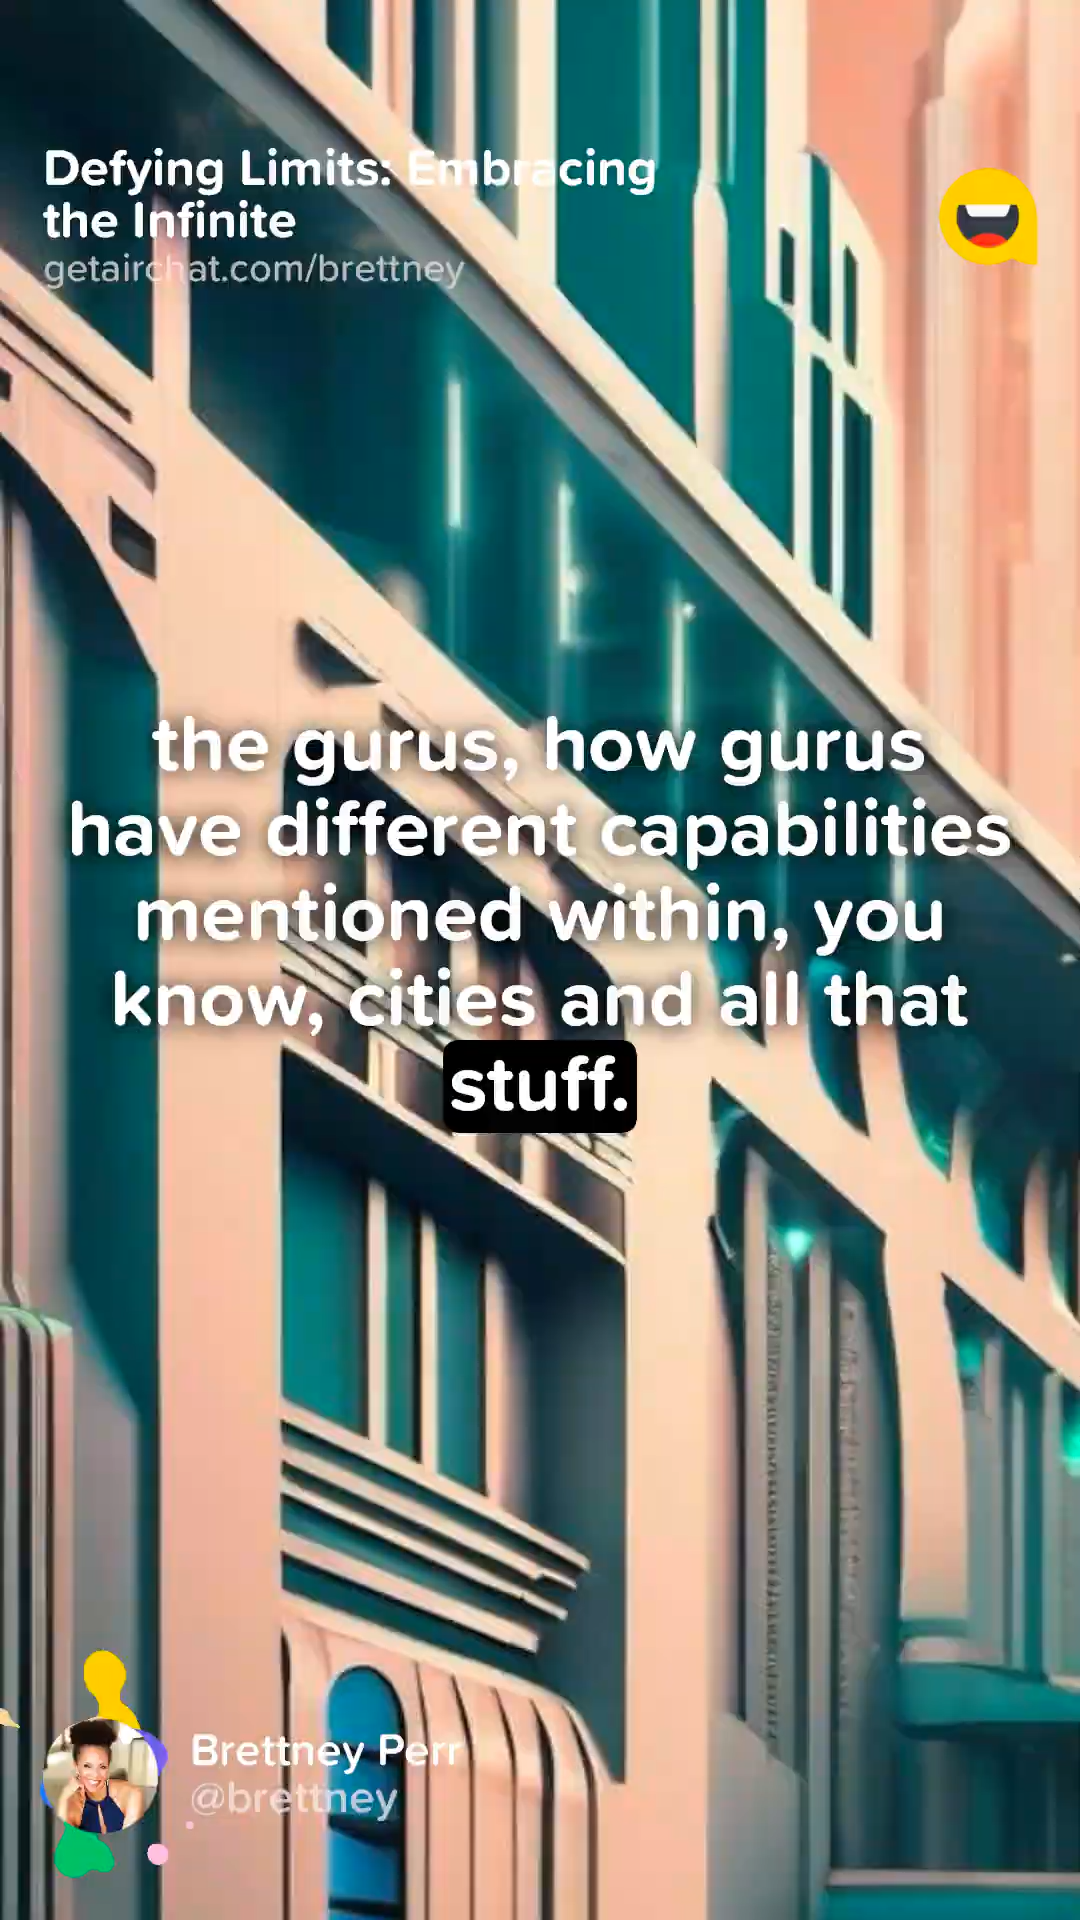 Defying Limits: Embracing
the Infinite
getairchat.com/brettney
the gurus, how gurus
have different capabilities
mentioned within, you
know, cities and all that
stuff.
Brettney Perr
@brettney